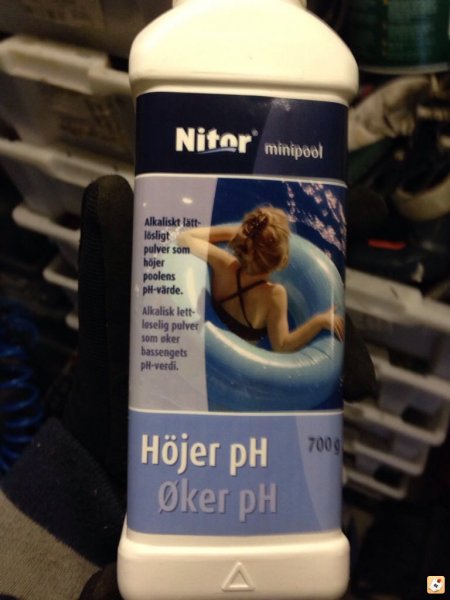 Nitor® minipool
Alkaliskt lätt-
lösligt
pulver som
höjer
poolens
pH-värde.
Alkalisk lett-
løselig pulver
som øker
bassengets
pH-verdi.
Höjer pH
700 g
Øker pH